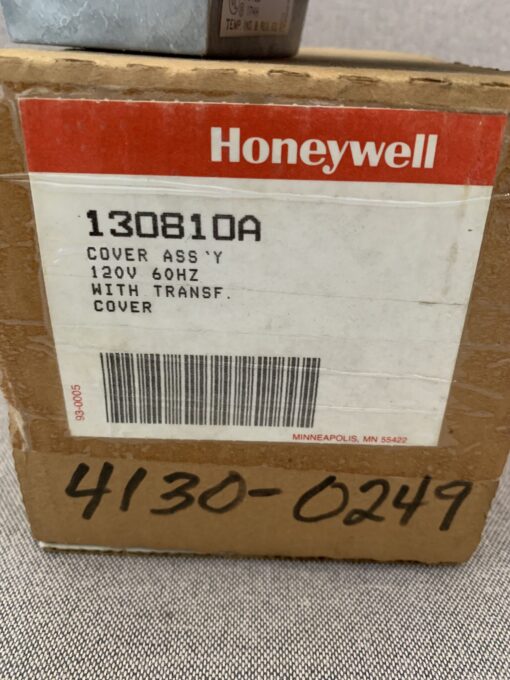 Honeywell
130810A
COVER ASS'Y
120V 60HZ
WITH TRANSF.
COVER
93-0005
MINNEAPOLIS, MN 55422
4130-0249